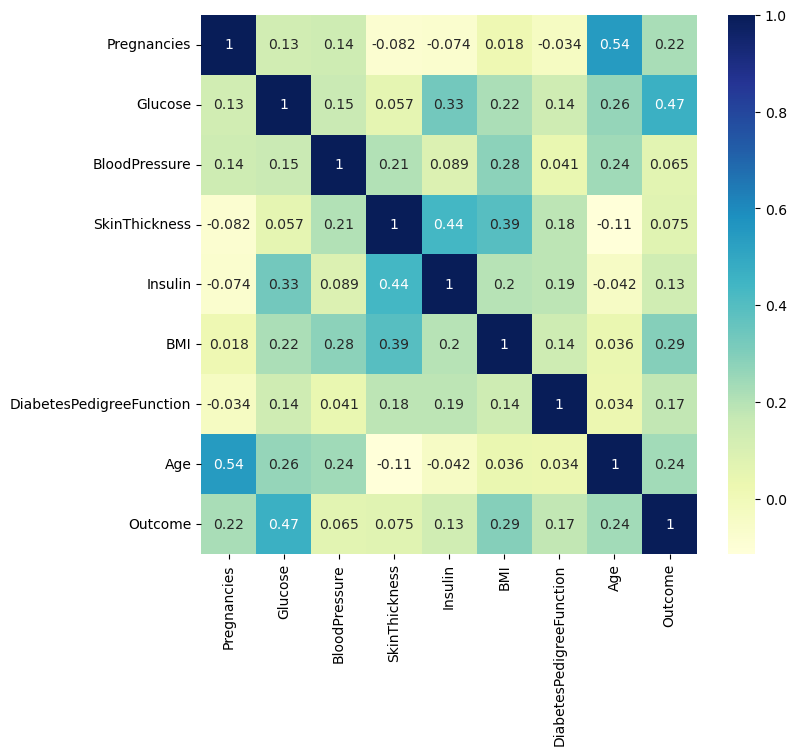 Pregnancies 1 0.13 0.14 -0.082 -0.074 0.018 -0.034 0.54 0.22
Glucose 0.13 1 0.15 0.057 0.33 0.22 0.14 0.26 0.47
BloodPressure 0.14 0.15 1 0.21 0.089 0.28 0.041 0.24 0.065
SkinThickness -0.082 0.057 0.21 1 0.44 0.39 0.18 -0.11 0.075
Insulin -0.074 0.33 0.089 0.44 1 0.2 0.19 -0.042 0.13
BMI 0.018 0.22 0.28 0.39 0.2 1 0.14 0.036 0.29
DiabetesPedigreeFunction -0.034 0.14 0.041 0.18 0.19 0.14 1 0.034 0.17
Age 0.54 0.26 0.24 -0.11 -0.042 0.036 0.034 1 0.24
Outcome 0.22 0.47 0.065 0.075 0.13 0.29 0.17 0.24 1
Pregnancies
Glucose
BloodPressure
SkinThickness
Insulin
BMI
DiabetesPedigreeFunction
Age
Outcome
1.0
0.8
0.6
0.4
0.2
0.0